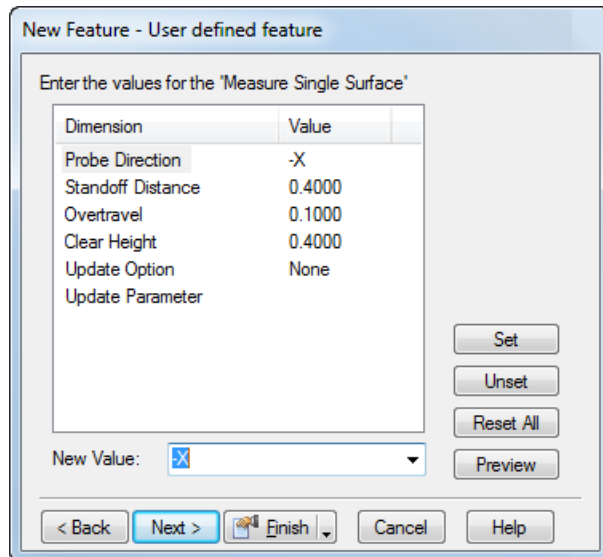 New Feature - User defined feature
Enter the values for the 'Measure Single Surface'
Dimension Value
Probe Direction -X
Standoff Distance 0.4000
Overtravel 0.1000
Clear Height 0.4000
Update Option None
Update Parameter
Set
Unset
Reset All
New Value: -X
Preview
< Back Next > Finish Cancel Help